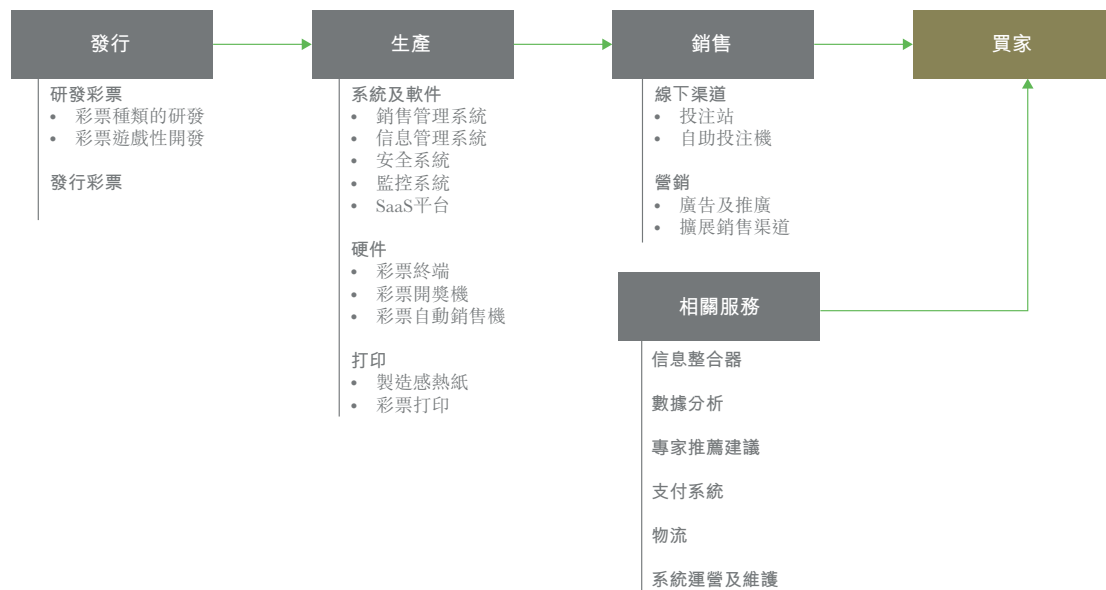 發行
研發彩票
• 彩票種類的研發
• 彩票遊戲性開發
發行彩票
生產
系統及軟件
• 銷售管理系統
• 信息管理系統
• 安全系統
• 監控系統
• SaaS平台
硬件
• 彩票終端
• 彩票開獎機
• 彩票自動銷售機
打印
• 製造感熱紙
• 彩票打印
銷售
線下渠道
• 投注站
• 自助投注機
營銷
• 廣告及推廣
• 擴展銷售渠道
買家
相關服務
信息整合器
數據分析
專家推薦建議
支付系統
物流
系統運營及維護